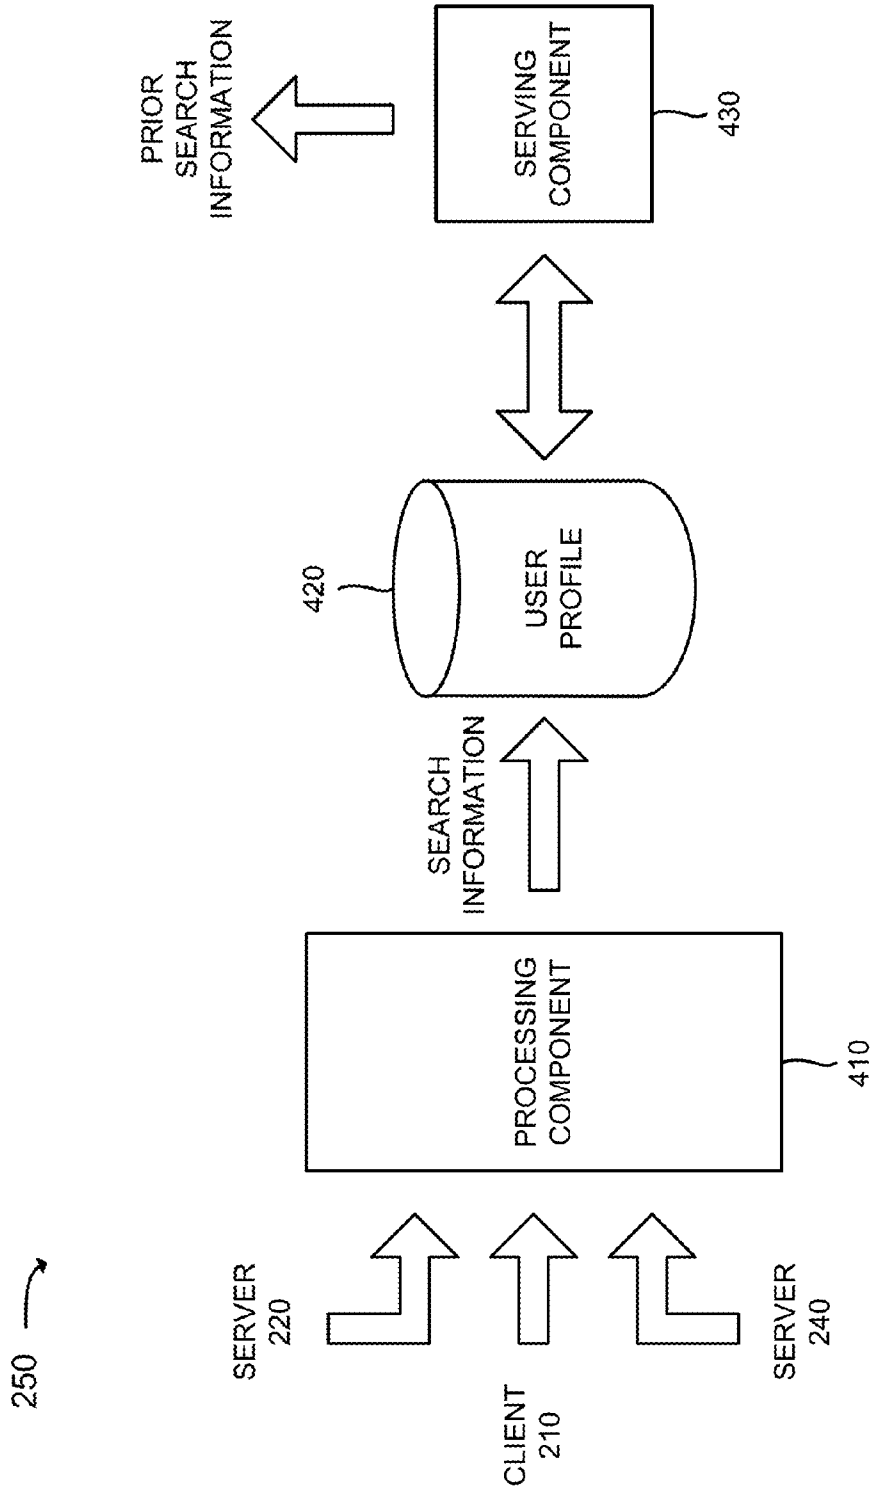 250
SERVER
220
CLIENT
210
SERVER
240
PROCESSING
COMPONENT
410
SEARCH
INFORMATION
420
USER
PROFILE
PRIOR
SEARCH
INFORMATION
SERVING
COMPONENT
430